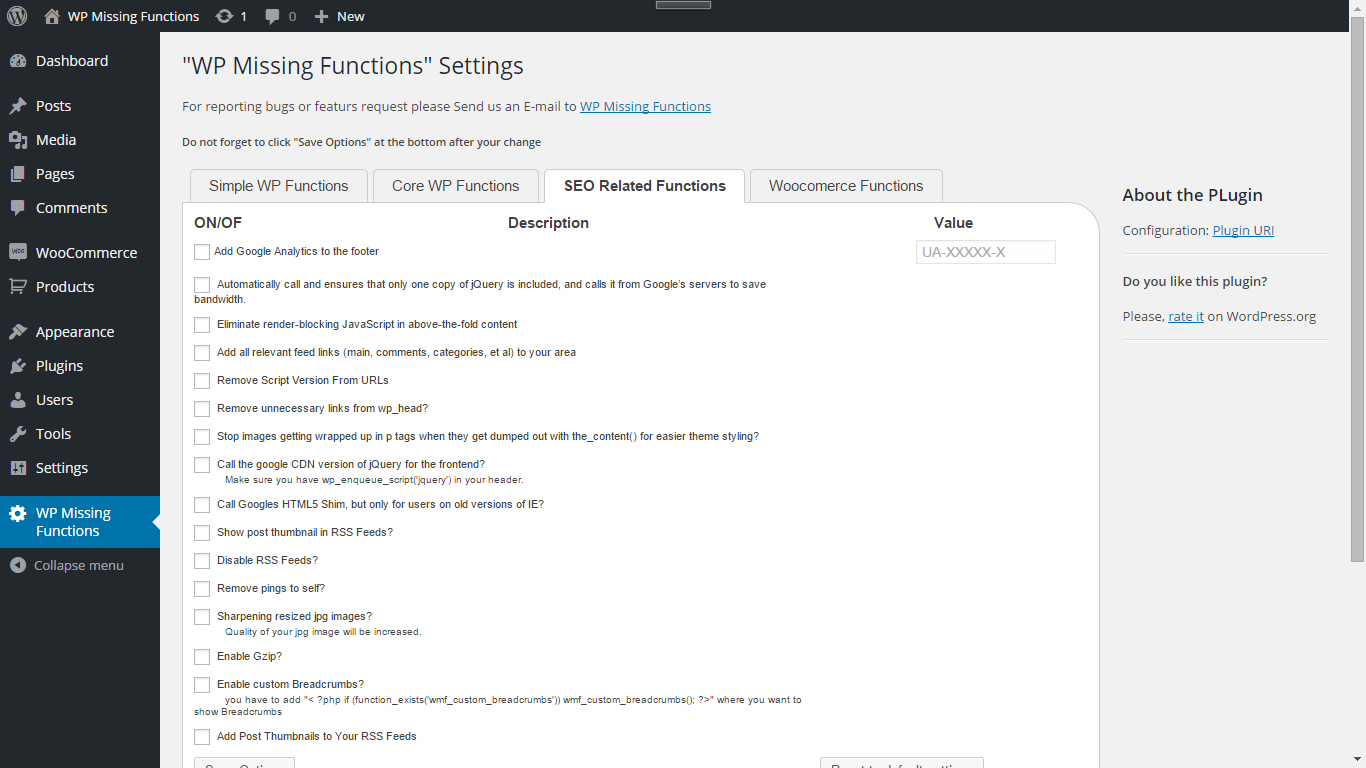 WP Missing Functions 1 0 New
Dashboard
Posts
Media
Pages
Comments
WOO WooCommerce
Products
Appearance
Plugins
Users
Tools
Settings
WP Missing
Functions
Collapse menu
"WP Missing Functions" Settings
For reporting bugs or featurs request please Send us an E-mail to WP Missing Functions
Do not forget to click "Save Options" at the bottom after your change
Simple WP Functions Core WP Functions SEO Related Functions Woocomerce Functions
ON/OF Description Value
Add Google Analytics to the footer UA-XXXXX-X
Automatically call and ensures that only one copy of jQuery is included, and calls it from Google's servers to save
bandwidth.
Eliminate render-blocking JavaScript in above-the-fold content
Add all relevant feed links (main, comments, categories, et al) to your area
Remove Script Version From URLs
Remove unnecessary links from wp_head?
Stop images getting wrapped up in p tags when they get dumped out with the_content() for easier theme styling?
Call the google CDN version of jQuery for the frontend?
Make sure you have wp_enqueue_script('jquery') in your header.
Call Googles HTML5 Shim, but only for users on old versions of IE?
Show post thumbnail in RSS Feeds?
Disable RSS Feeds?
Remove pings to self?
Sharpening resized jpg images?
Quality of your jpg image will be increased.
Enable Gzip?
Enable custom Breadcrumbs?
you have to add "< ?php if (function_exists('wmf_custom_breadcrumbs')) wmf_custom_breadcrumbs(); ?>" where you want to
show Breadcrumbs
Add Post Thumbnails to Your RSS Feeds
About the PLugin
Configuration: Plugin URI
Do you like this plugin?
Please, rate it on WordPress.org